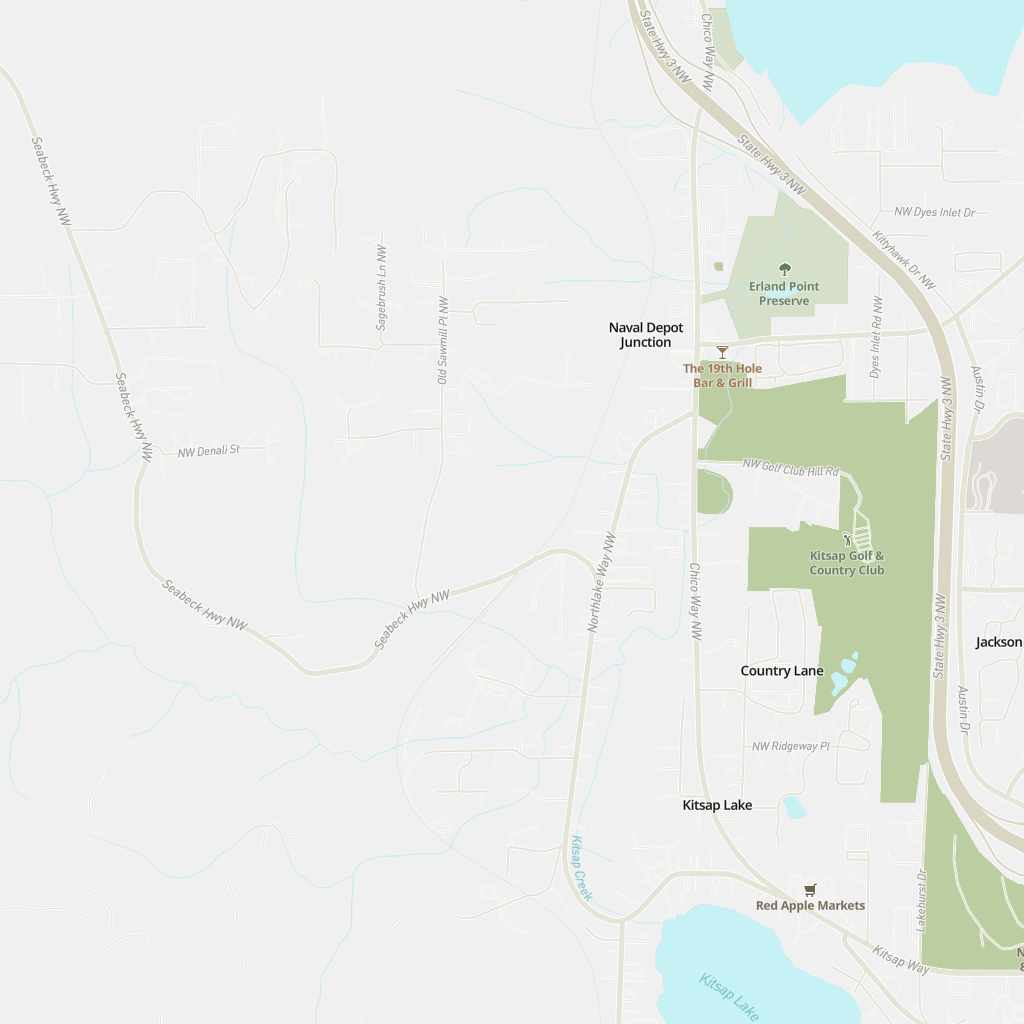 State Hwy 3 NW
Chico Way NW
State Hwy 3 NW
Seabeck Hwy NW
NW Dyes Inlet Dr
Kittyhawk Dr NW
Sagebrush Ln NW
Erland Point
Preserve
Old Sawmill Pl NW
Naval Depot
Junction
Dyes Inlet Rd NW
The 19th Hole
Bar & Grill
Austin Dr
State Hwy 3 NW
Seabeck Hwy NW
NW Denali St
NW Golf Club Hill Rd
Kitsap Golf &
Country Club
Northlake Way NW
Chico Way NW
Seabeck Hwy NW
Seabeck Hwy NW
State Hwy 3 NW
Jackson
Country Lane
Austin Dr
NW Ridgeway Pl
Kitsap Lake
Kitsap Creek
Red Apple Markets
Lakehurst Dr
Kitsap Way
N
&
Kitsap Lake